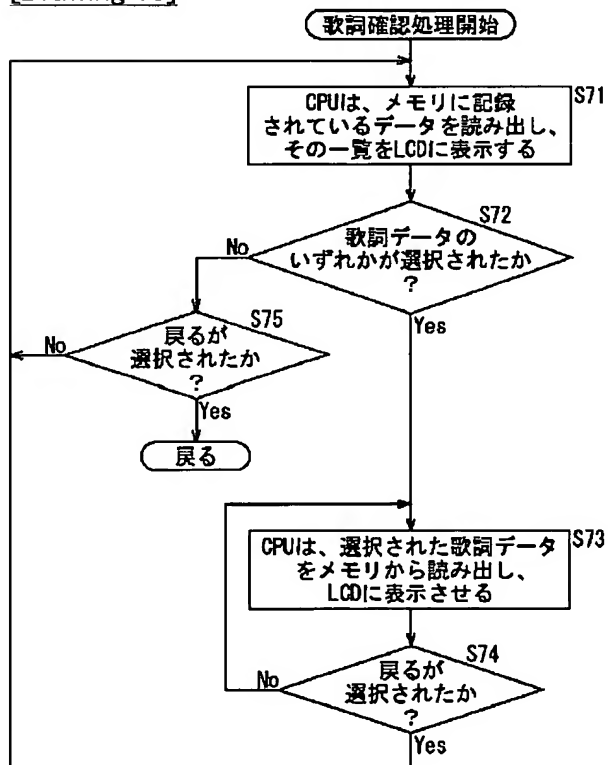 歌詞確認処理開始
S71
CPUは、メモリに記録
されているデータを読み出し、
その一覧をLCDに表示する
S72
歌詞データの
いずれかが選択されたか
?
No
Yes
S75
戻るが
選択されたか
?
No
Yes
戻る
S73
CPUは、選択された歌詞データ
をメモリから読み出し、
LCDに表示させる
S74
戻るが
選択されたか
?
No
Yes